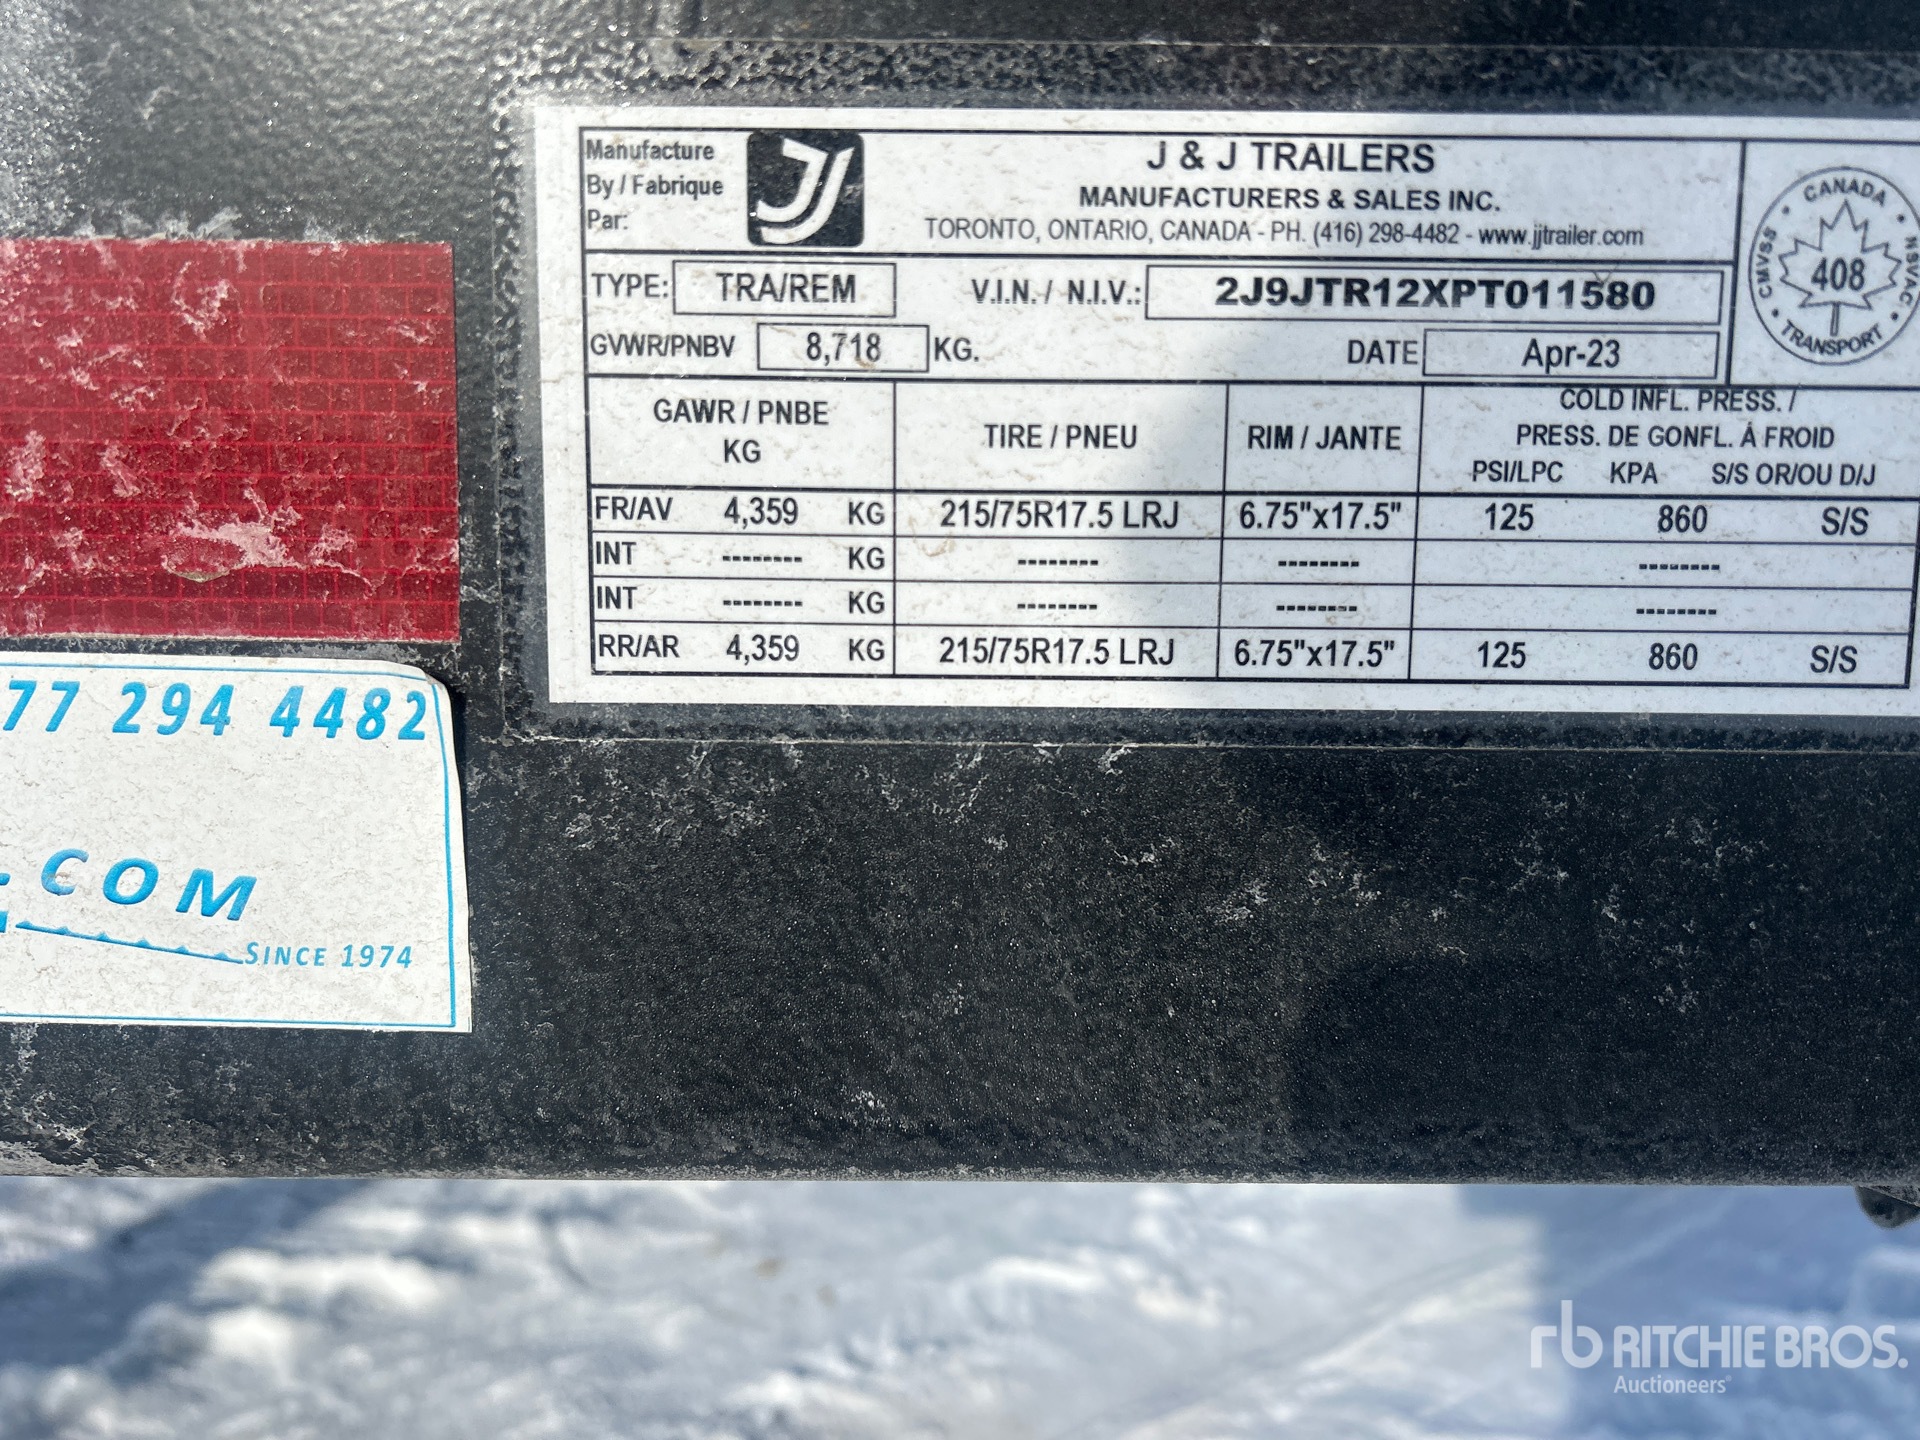 Manufacture
By / Fabrique
Par:
J & J TRAILERS
MANUFACTURERS & SALES INC.
TORONTO, ONTARIO, CANADA - PH. (416) 298-4482 - www.jjtrailer.com
CANADA
CMVSS
408
NSVAC
TRANSPORT
TYPE: TRA/REM V.I.N. / N.I.V.: 2J9JTR12XPT011580
GVWR/PNBV 8,718 KG. DATE Apr-23
GAWR / PNBE
KG
TIRE / PNEU
RIM / JANTE
COLD INFL. PRESS. /
PRESS. DE GONFL. À FROID
PSI/LPC KPA S/S OR/OU D/J
FR/AV 4,359 KG 215/75R17.5 LRJ 6.75"x17.5" 125 860 S/S
INT -------- KG -------- -------- --------
INT -------- KG -------- -------- --------
RR/AR 4,359 KG 215/75R17.5 LRJ 6.75"x17.5" 125 860 S/S
77 294 4482
.COM
SINCE 1974
rb RITCHIE BROS.
Auctioneers